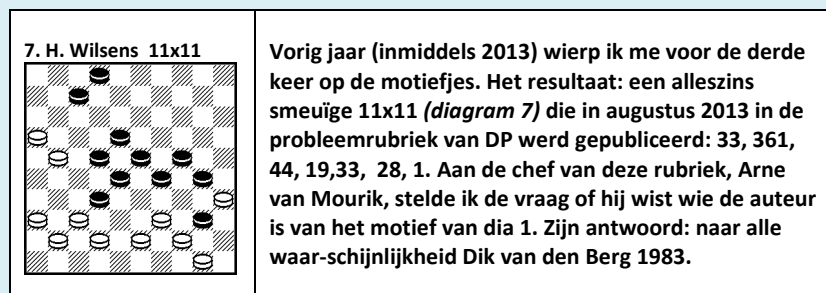 7. H. Wilsens 11x11
Vorig jaar (inmiddels 2013) wierp ik me voor de derde
keer op de motiefjes. Het resultaat: een alleszins
smeuïge 11x11 (diagram 7) die in augustus 2013 in de
probleemrubriek van DP werd gepubliceerd: 33, 361,
44, 19,33, 28, 1. Aan de chef van deze rubriek, Arne
van Mourik, stelde ik de vraag of hij wist wie de auteur
is van het motief van dia 1. Zijn antwoord: naar alle
waar-schijnlijkheid Dik van den Berg 1983.